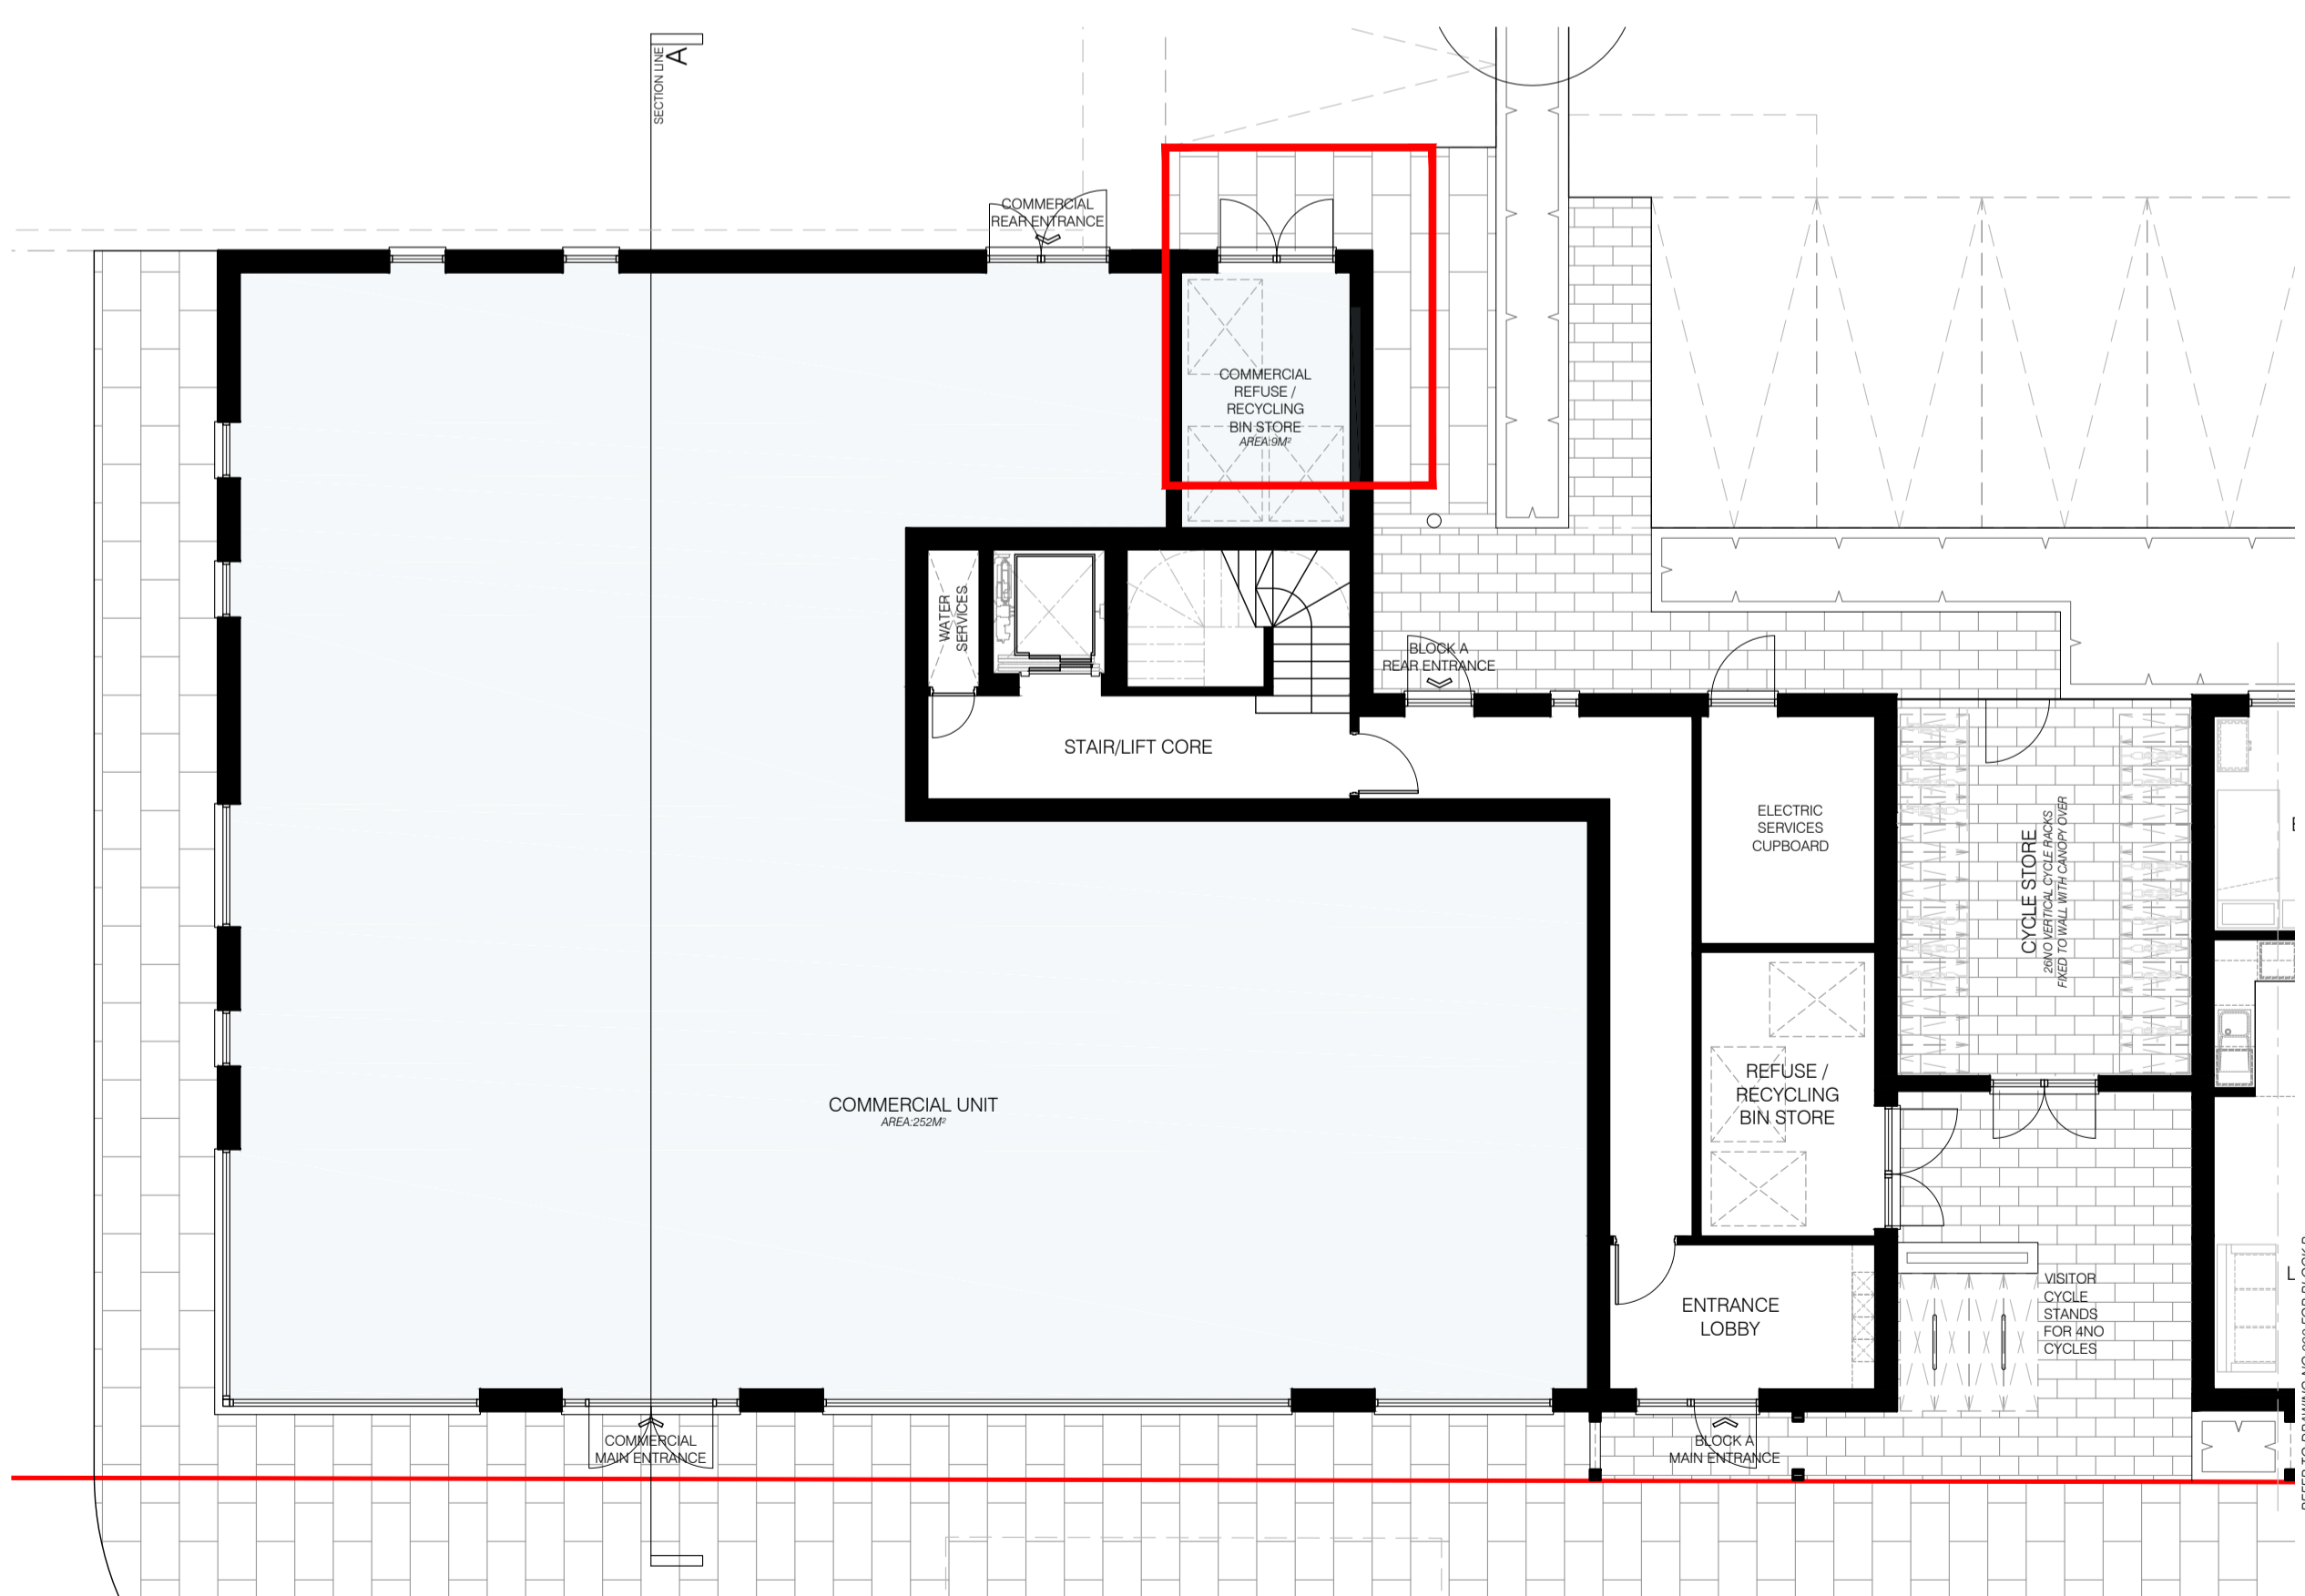 A
SECTION LINE
COMMERCIAL
REAR ENTRANCE
COMMERCIAL
REFUSE /
RECYCLING
BIN STORE
AREA:9M²
WATER
SERVICES
BLOCK A
REAR ENTRANCE
STAIR/LIFT CORE
ELECTRIC
SERVICES
CUPBOARD
CYCLE STORE
26NO VERTICAL CYCLE RACKS
FIXED TO WALL WITH CANOPY OVER
COMMERCIAL UNIT
AREA:252M²
REFUSE /
RECYCLING
BIN STORE
ENTRANCE
LOBBY
VISITOR
CYCLE
STANDS
FOR 4NO
CYCLES
L
COMMERCIAL
MAIN ENTRANCE
BLOCK A
MAIN ENTRANCE